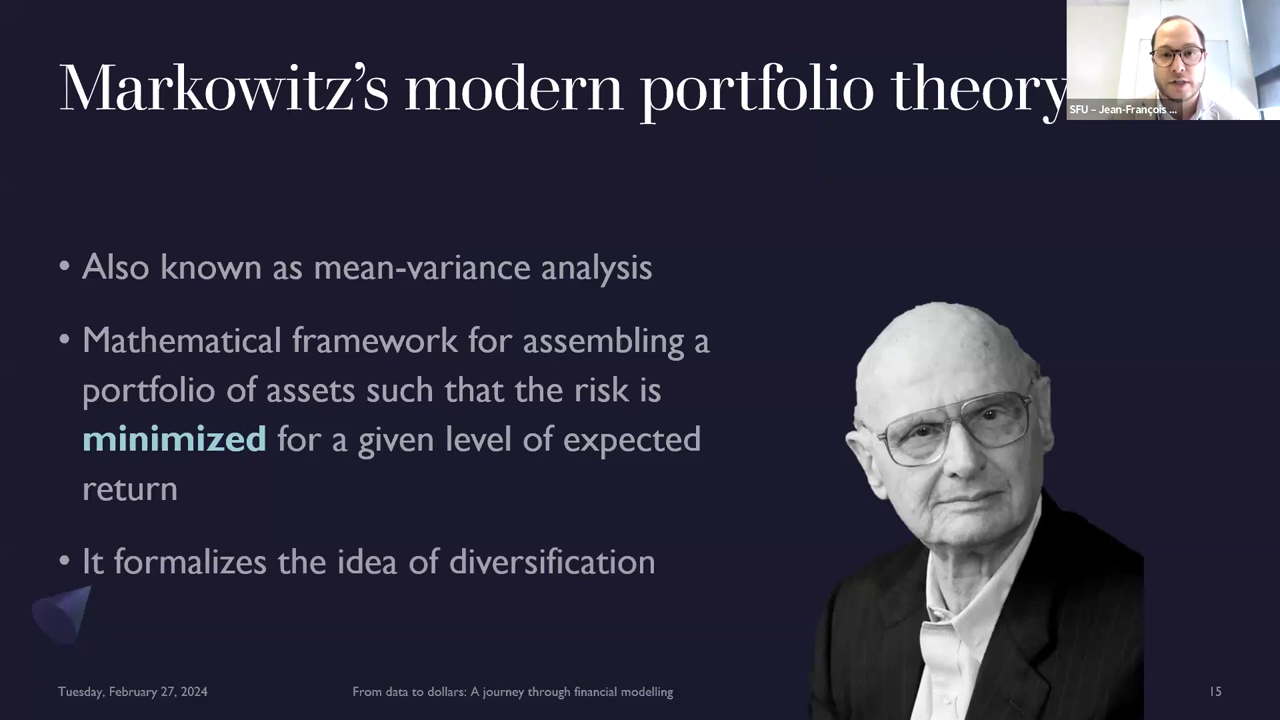 Markowitz's modern portfolio theory
SFU – Jean-François ...
• Also known as mean-variance analysis
• Mathematical framework for assembling a
portfolio of assets such that the risk is
minimized for a given level of expected
return
• It formalizes the idea of diversification
Tuesday, February 27, 2024
From data to dollars: A journey through financial modelling
15